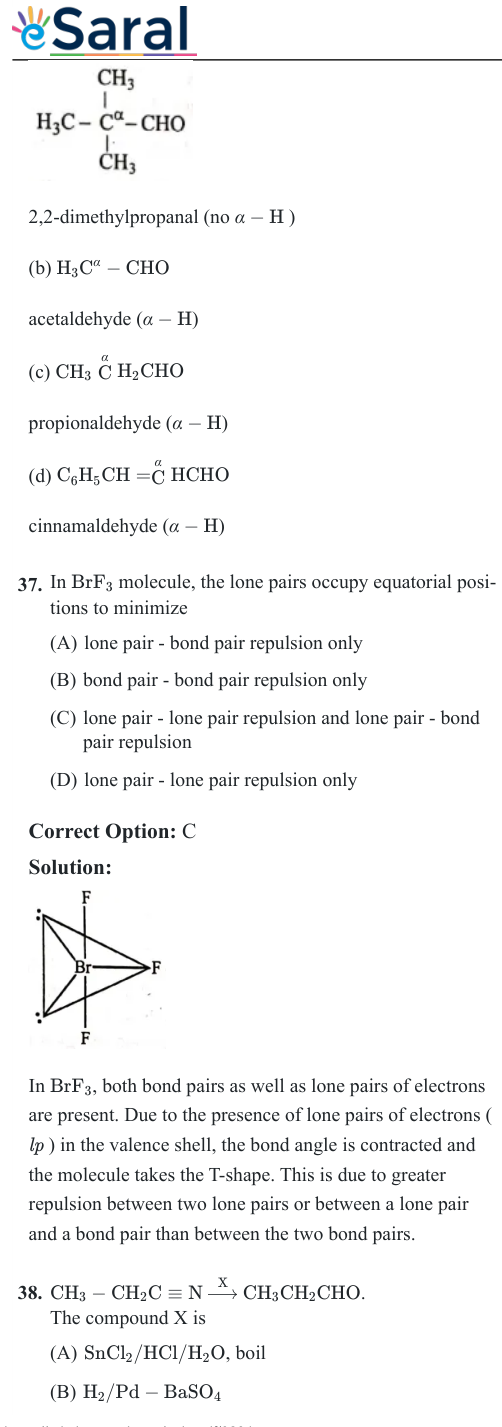 eSaral
CH₃
|
H₃C – Cᵅ – CHO
|
CH₃
2,2-dimethylpropanal (no α − H )
(b) H₃Cᵅ − CHO
acetaldehyde (α − H)
α
(c) CH₃ C H₂CHO
propionaldehyde (α − H)
α
(d) C₆H₅CH =C HCHO
cinnamaldehyde (α − H)
37. In BrF₃ molecule, the lone pairs occupy equatorial posi-
tions to minimize
(A) lone pair - bond pair repulsion only
(B) bond pair - bond pair repulsion only
(C) lone pair - lone pair repulsion and lone pair - bond
pair repulsion
(D) lone pair - lone pair repulsion only
Correct Option: C
Solution:
F
:
Br F
:
F
In BrF₃, both bond pairs as well as lone pairs of electrons
are present. Due to the presence of lone pairs of electrons (
lp ) in the valence shell, the bond angle is contracted and
the molecule takes the T-shape. This is due to greater
repulsion between two lone pairs or between a lone pair
and a bond pair than between the two bond pairs.
X
38. CH₃ − CH₂C ≡ N ⟶ CH₃CH₂CHO.
The compound X is
(A) SnCl₂/HCl/H₂O, boil
(B) H₂/Pd − BaSO₄